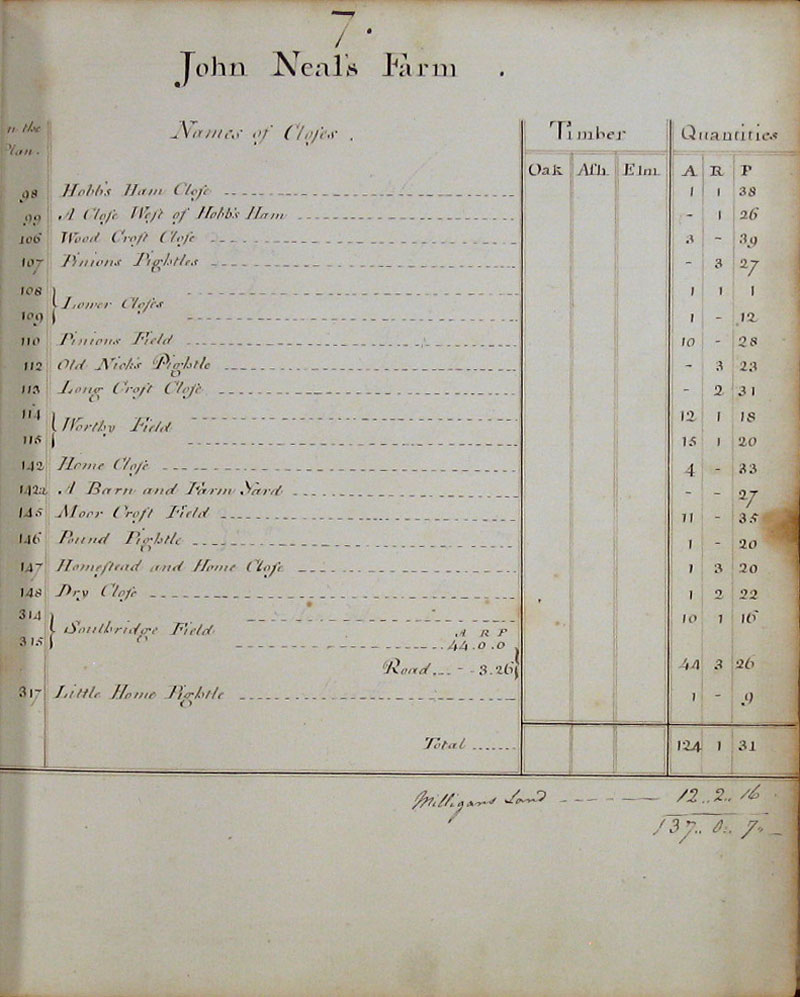 7.
John Neal's Farm.
n the Plan. Names of Closes. Timber Quantities
Oak Ash Elm A R P
98 Hobb's Ham Close 1 1 38
99 A Close West of Hobb's Ham - 1 26
106 Wood Croft Close 3 - 39
107 Pinions Pightles - 3 27
108 Lower Closes 1 1 1
109 1 - 12
110 Pinions Field 10 - 28
112 Old Nick's Pightle - 3 23
113 Long Croft Close - 2 31
114 Worthy Field 12 1 18
115 15 1 20
142 Home Close 4 - 33
142a A Barn and Farm Yard - - 27
145 Moor Croft Field 11 - 35
146 Pound Pightle 1 - 20
147 Homestead and Home Close 1 3 20
148 Dry Close 1 2 22
314 Southridge Field 10 1 16
A R P
315 44.0.0
Road - 3.26 44 3 26
317 Little Home Pightle 1 - 9
Total 124 1 31
Milligans Land 12..2..16
137..0..7